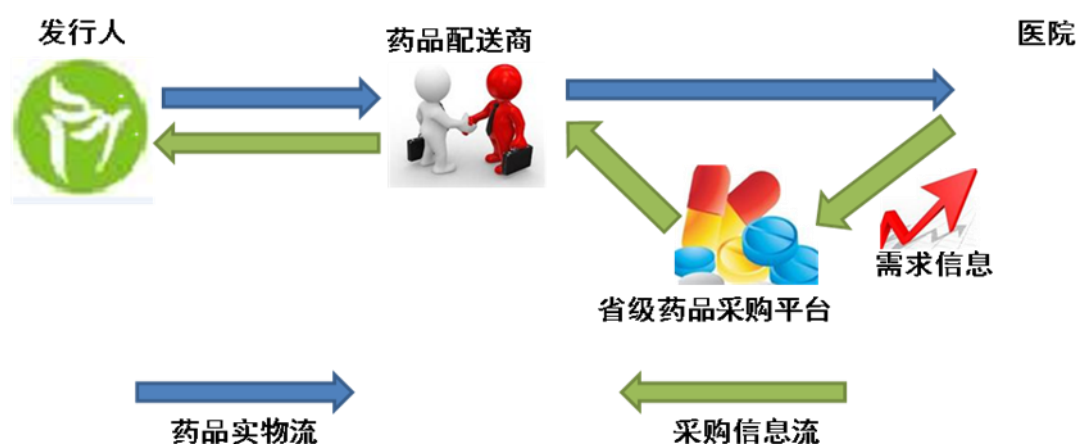 发行人
药品配送商
医院
需求信息
省级药品采购平台
药品实物流
采购信息流